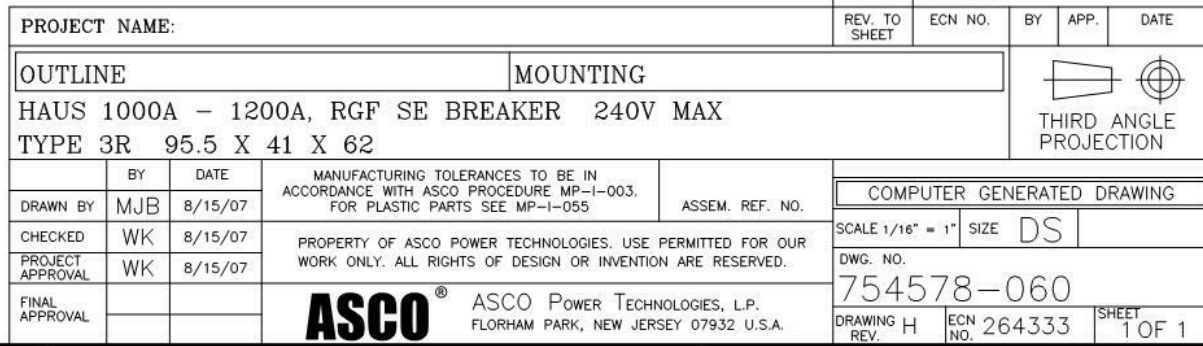 PROJECT NAME:
REV. TO SHEET
ECN NO.
BY
APP.
DATE
OUTLINE
MOUNTING
HAUS 1000A – 1200A, RGF SE BREAKER 240V MAX
TYPE 3R 95.5 X 41 X 62
THIRD ANGLE
PROJECTION
BY
DATE
DRAWN BY
MJB
8/15/07
MANUFACTURING TOLERANCES TO BE IN
ACCORDANCE WITH ASCO PROCEDURE MP-I-003.
FOR PLASTIC PARTS SEE MP-I-055
ASSEM. REF. NO.
COMPUTER GENERATED DRAWING
CHECKED
WK
8/15/07
PROJECT
APPROVAL
WK
8/15/07
PROPERTY OF ASCO POWER TECHNOLOGIES. USE PERMITTED FOR OUR
WORK ONLY. ALL RIGHTS OF DESIGN OR INVENTION ARE RESERVED.
SCALE 1/16" = 1"
SIZE
DS
DWG. NO.
754578-060
FINAL
APPROVAL
ASCO®
ASCO POWER TECHNOLOGIES, L.P.
FLORHAM PARK, NEW JERSEY 07932 U.S.A.
DRAWING
REV.
H
ECN
NO.
264333
SHEET
1 OF 1